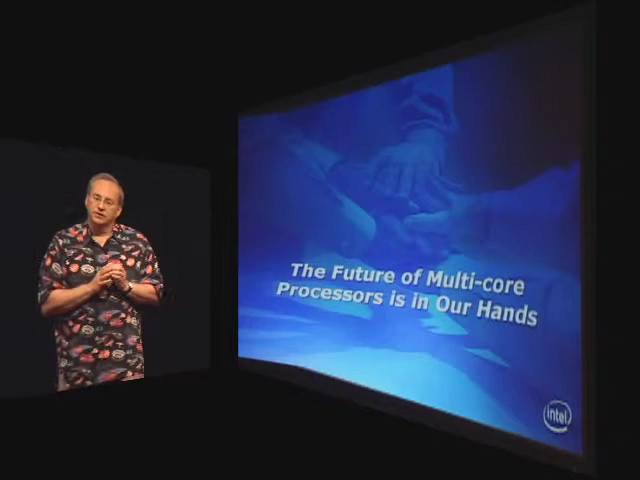 The Future of Multi-core
Processors is in Our Hands
intel